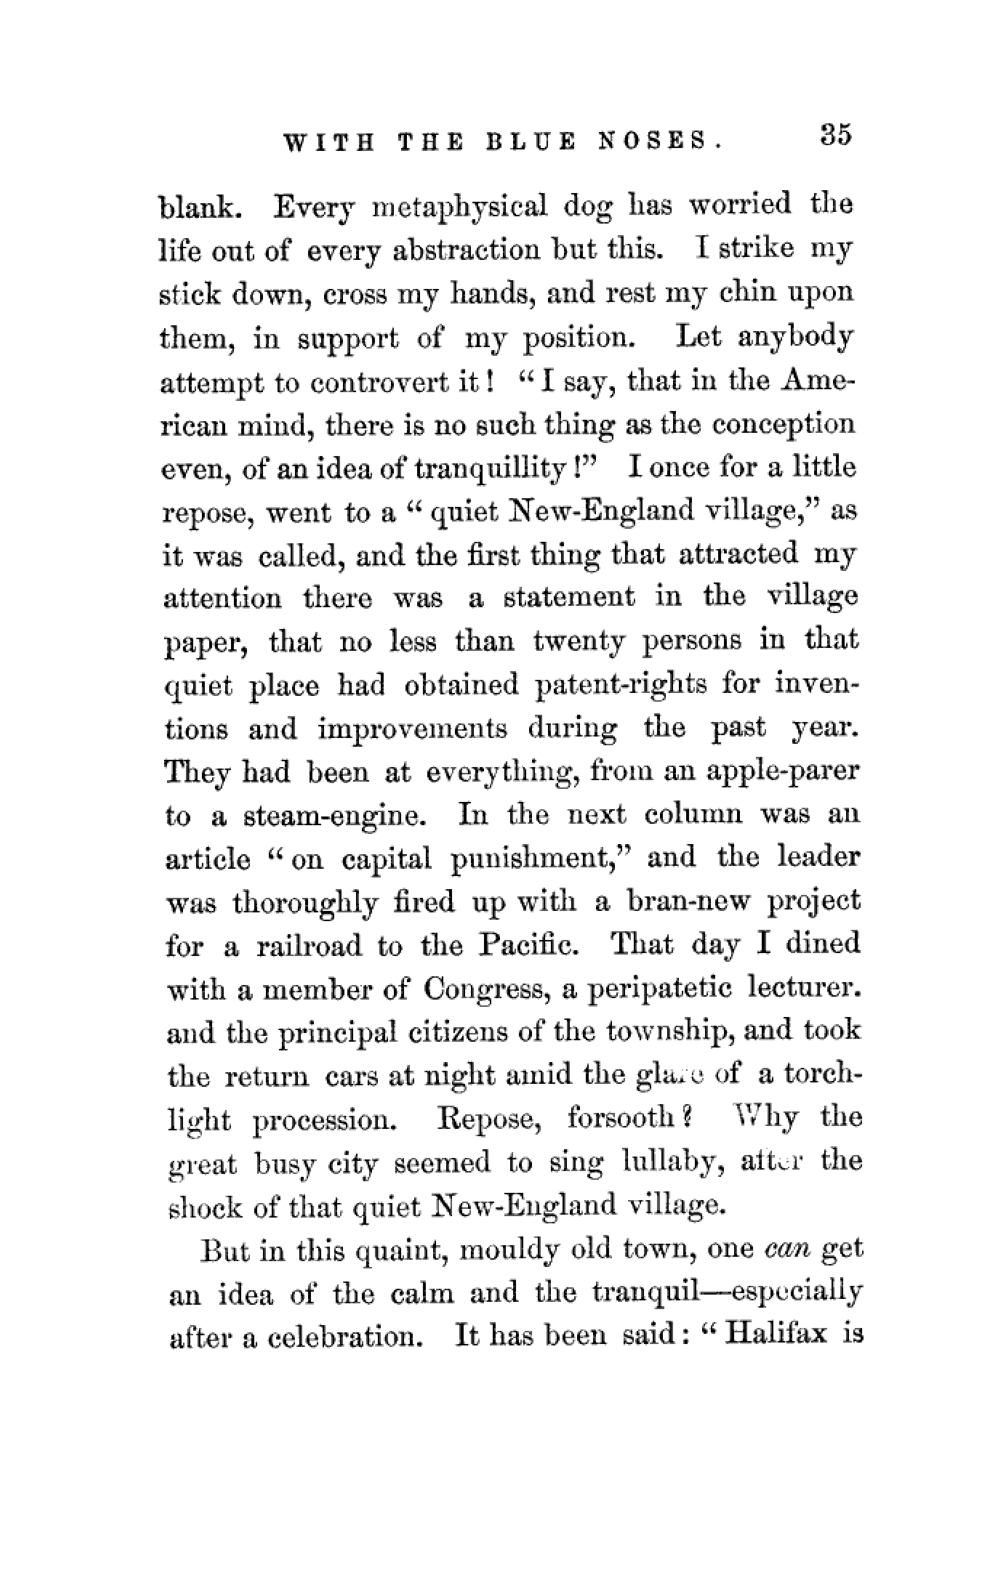 WITH THE BLUE NOSES. 35
blank. Every metaphysical dog has worried the
life out of every abstraction but this. I strike my
stick down, cross my hands, and rest my chin upon
them, in support of my position. Let anybody
attempt to controvert it! “I say, that in the Ame-
rican mind, there is no such thing as the conception
even, of an idea of tranquillity!” I once for a little
repose, went to a “quiet New-England village,” as
it was called, and the first thing that attracted my
attention there was a statement in the village
paper, that no less than twenty persons in that
quiet place had obtained patent-rights for inven-
tions and improvements during the past year.
They had been at everything, from an apple-parer
to a steam-engine. In the next column was an
article “on capital punishment,” and the leader
was thoroughly fired up with a bran-new project
for a railroad to the Pacific. That day I dined
with a member of Congress, a peripatetic lecturer.
and the principal citizens of the township, and took
the return cars at night amid the glare of a torch-
light procession. Repose, forsooth? Why the
great busy city seemed to sing lullaby, after the
shock of that quiet New-England village.
But in this quaint, mouldy old town, one can get
an idea of the calm and the tranquil—especially
after a celebration. It has been said: “Halifax is